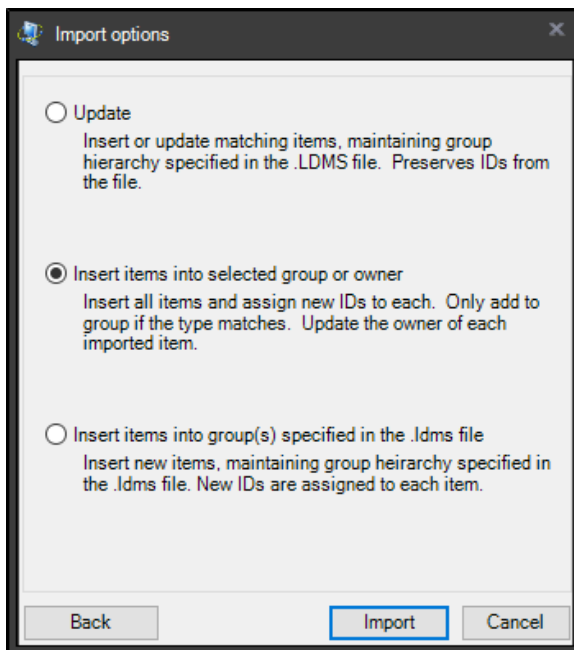 Import options
Update
Insert or update matching items, maintaining group
hierarchy specified in the .LDMS file.  Preserves IDs from
the file.
Insert items into selected group or owner
Insert all items and assign new IDs to each.  Only add to
group if the type matches.  Update the owner of each
imported item.
Insert items into group(s) specified in the .ldms file
Insert new items, maintaining group heirarchy specified in
the .ldms file. New IDs are assigned to each item.
Back
Import
Cancel